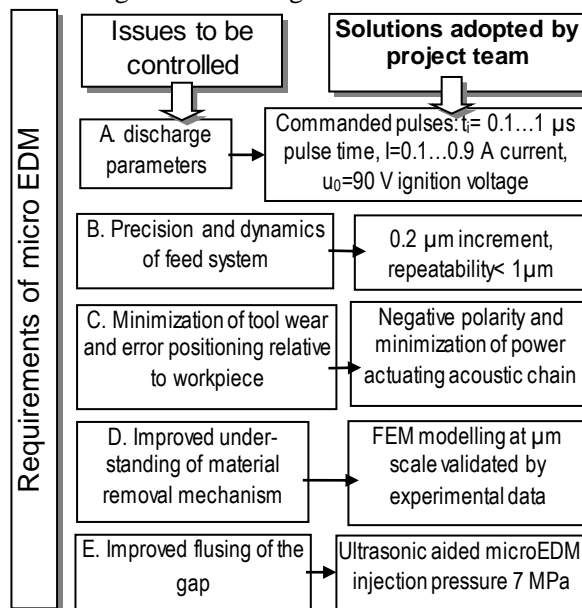 Issues to be
controlled
Solutions adopted by
project team
Requirements of micro EDM
A. discharge
parameters
Commanded pulses: ti= 0.1…1 µs
pulse time, I=0.1…0.9 A current,
u0=90 V ignition voltage
B. Precision and dynamics
of feed system
0.2 µm increment,
repeatability< 1µm
C. Minimization of tool wear
and error positioning relative
to workpiece
Negative polarity and
minimization of power
actuating acoustic chain
D. Improved under-
standing of material
removal mechanism
FEM modelling at µm
scale validated by
experimental data
E. Improved flusing of the
gap
Ultrasonic aided microEDM
injection pressure 7 MPa